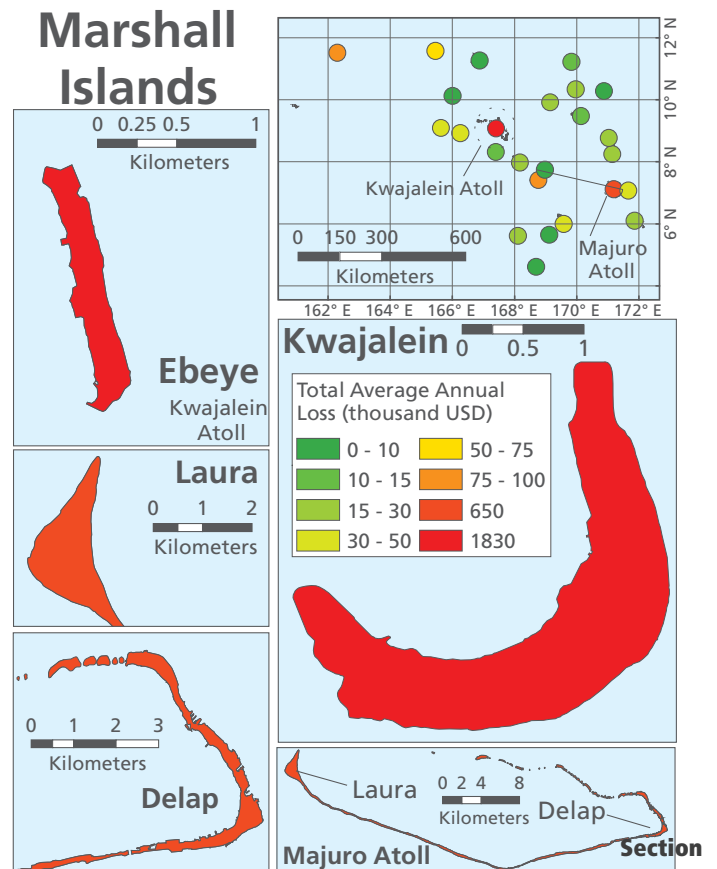 Marshall
Islands
12° N
10° N
8° N
6° N
Kwajalein Atoll
Majuro
Atoll
0 150 300 600
Kilometers
162° E 164° E 166° E 168° E 170° E 172° E
0 0.25 0.5 1
Kilometers
Ebeye
Kwajalein
Atoll
Kwajalein
0 0.5 1
Total Average Annual
Loss (thousand USD)
0 - 10 50 - 75
10 - 15 75 - 100
15 - 30 650
30 - 50 1830
Laura
0 1 2
Kilometers
0 1 2 3
Kilometers
Delap
Laura
0 2 4 8
Kilometers
Delap
Majuro Atoll
Section